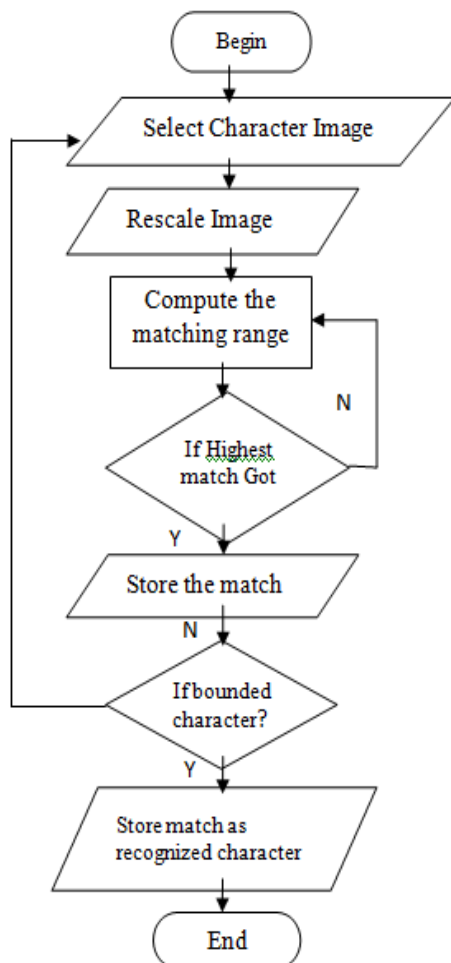 Begin
Select Character Image
Rescale Image
Compute the
matching range
N
If Highest
match Got
Y
Store the match
N
If bounded
character?
Y
Store match as
recognized character
End